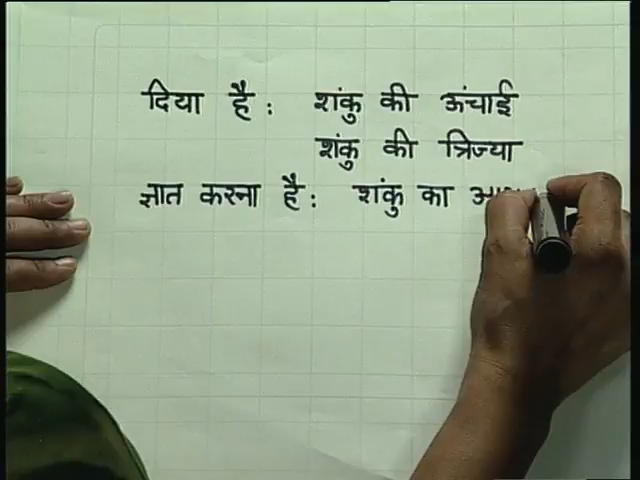 दिया है : शंकु की ऊंचाई
शंकु की त्रिज्या
ज्ञात करना है : शंकु का